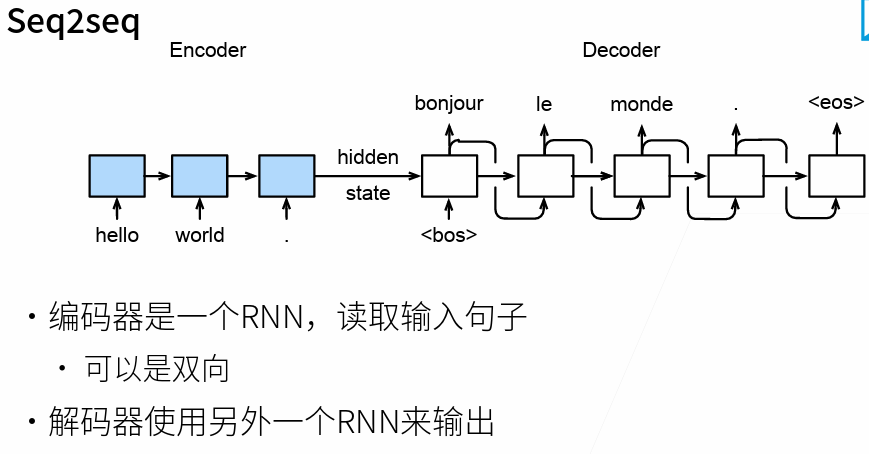 Seq2seq
Encoder
Decoder
bonjour le monde . <eos>
hidden
state
hello world . <bos>
• 编码器是一个RNN，读取输入句子
• 可以是双向
• 解码器使用另外一个RNN来输出